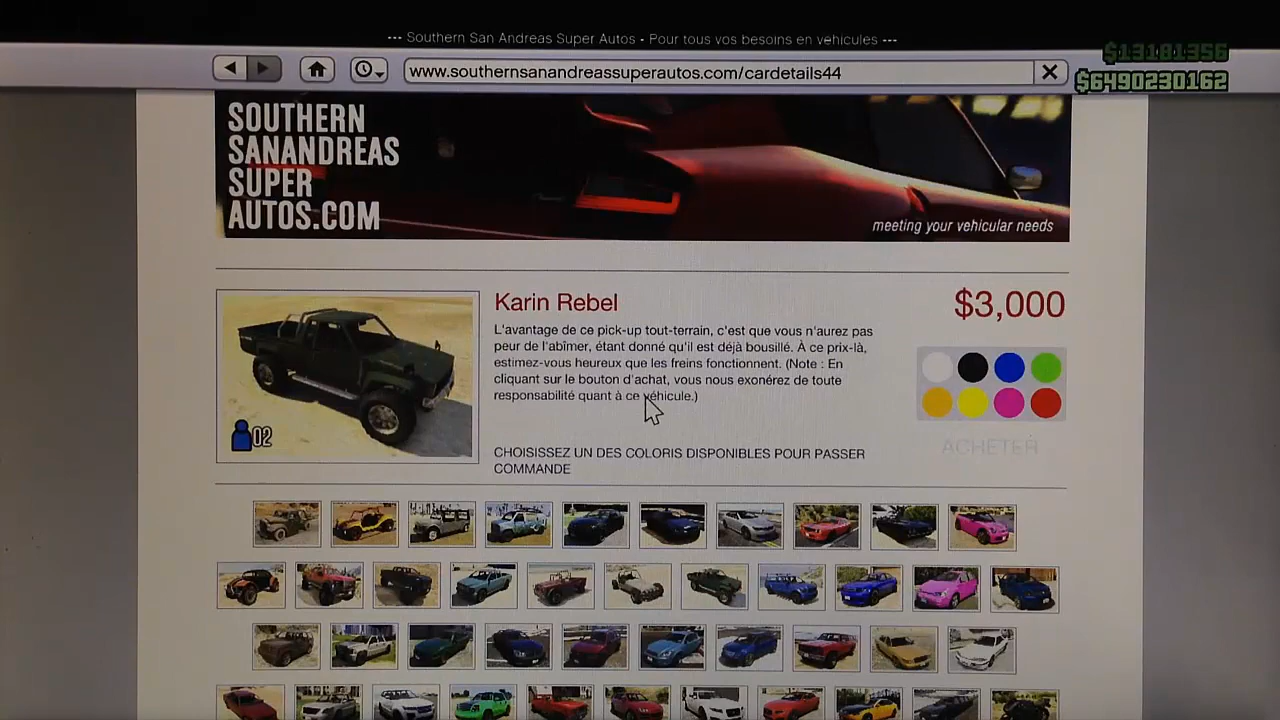 --- Southern San Andreas Super Autos - Pour tous vos besoins en véhicules ---
$13181356
www.southernsanandreassuperautos.com/cardetails44
$6490230162
SOUTHERN
SANANDREAS
SUPER
AUTOS.COM
meeting your vehicular needs
Karin Rebel
$3,000
L'avantage de ce pick-up tout-terrain, c'est que vous n'aurez pas
peur de l'abîmer, étant donné qu'il est déjà bousillé. À ce prix-là,
estimez-vous heureux que les freins fonctionnent. (Note : En
cliquant sur le bouton d'achat, vous nous exonérez de toute
responsabilité quant à ce véhicule.)
02
ACHETER
CHOISISSEZ UN DES COLORIS DISPONIBLES POUR PASSER
COMMANDE